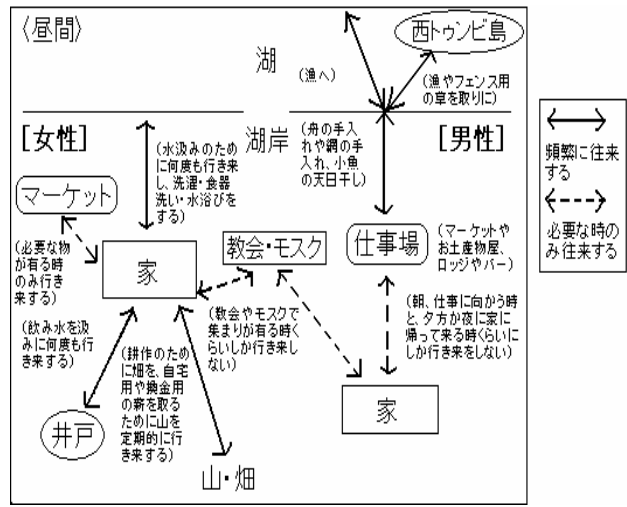 〈昼間〉
西トゥンビ島
湖
(漁へ)
(漁やフェンス用
の草を取りに)
[女性]
湖岸
[男性]
(水汲みのため
に何度も行き来
し、洗濯・食器
洗い・水浴びを
する)
(舟の手入
れや網の手
入れ、小魚
の天日干し)
マーケット
(必要な物
が有る時
のみ行き
来する)
家
教会・モスク
仕事場
(マーケットや
お土産物屋、
ロッジやバー)
(教会やモスクで
集まりが有る時く
らいしか行き来し
ない)
(朝、仕事に向かう時
と、夕方か夜に家に
帰って来る時くらいに
しか行き来をしない)
(飲み水を汲
みに何度も行
き来する)
(耕作のため
に畑を、自宅
用や換金用
の薪を取る
ために山を
定期的に行
き来する)
井戸
山・畑
家
頻繁に往来
する
必要な時の
み往来する